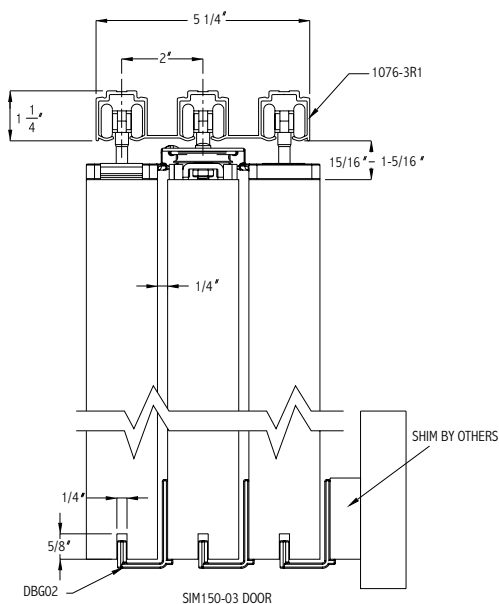 5 1/4"
2"
1076-3R1
1 1/4"
15/16 " - 1-5/16 "
1/4"
SHIM BY OTHERS
1/4"
5/8"
DBG02
SIM150-03 DOOR